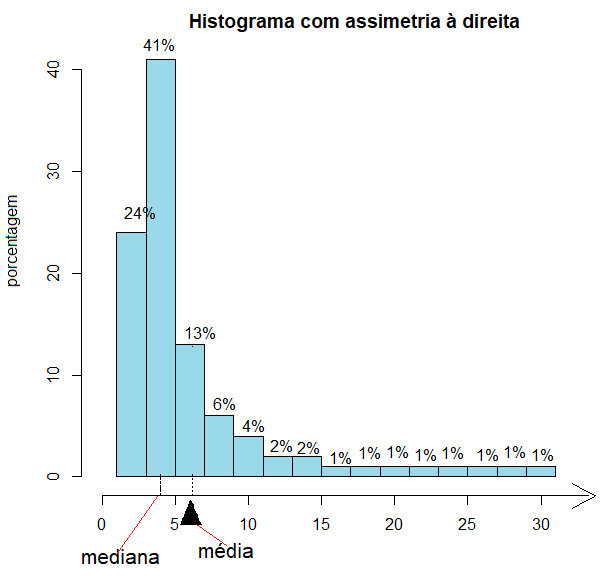 Histograma com assimetria à direita
41%
40
30
24%
porcentagem
20
13%
10
6%
4%
2% 2% 1% 1% 1% 1% 1% 1% 1% 1%
0
0 5 10 15 20 25 30
mediana média